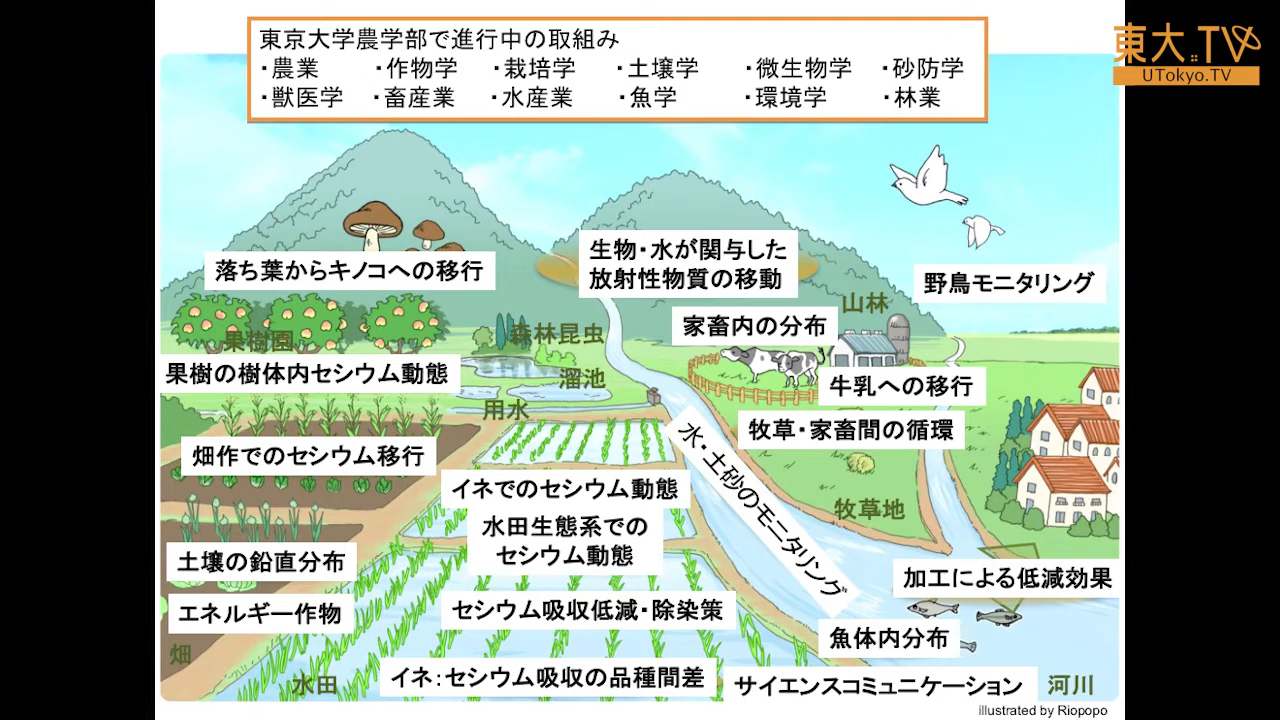 東京大学農学部で進行中の取組み
・農業 ・作物学 ・栽培学 ・土壌学 ・微生物学 ・砂防学
・獣医学 ・畜産業 ・水産業 ・魚学 ・環境学 ・林業
東大.TV
UTokyo.TV
落ち葉からキノコへの移行
生物・水が関与した
放射性物質の移動
野鳥モニタリング
山林
家畜内の分布
果樹園
森林昆虫
果樹の樹体内セシウム動態
溜池
牛乳への移行
用水
牧草・家畜間の循環
畑作でのセシウム移行
水・土砂のモニタリング
イネでのセシウム動態
牧草地
水田生態系での
セシウム動態
土壌の鉛直分布
加工による低減効果
エネルギー作物
セシウム吸収低減・除染策
魚体内分布
畑
水田
イネ：セシウム吸収の品種間差
サイエンスコミュニケーション
河川
illustrated by Riopopo